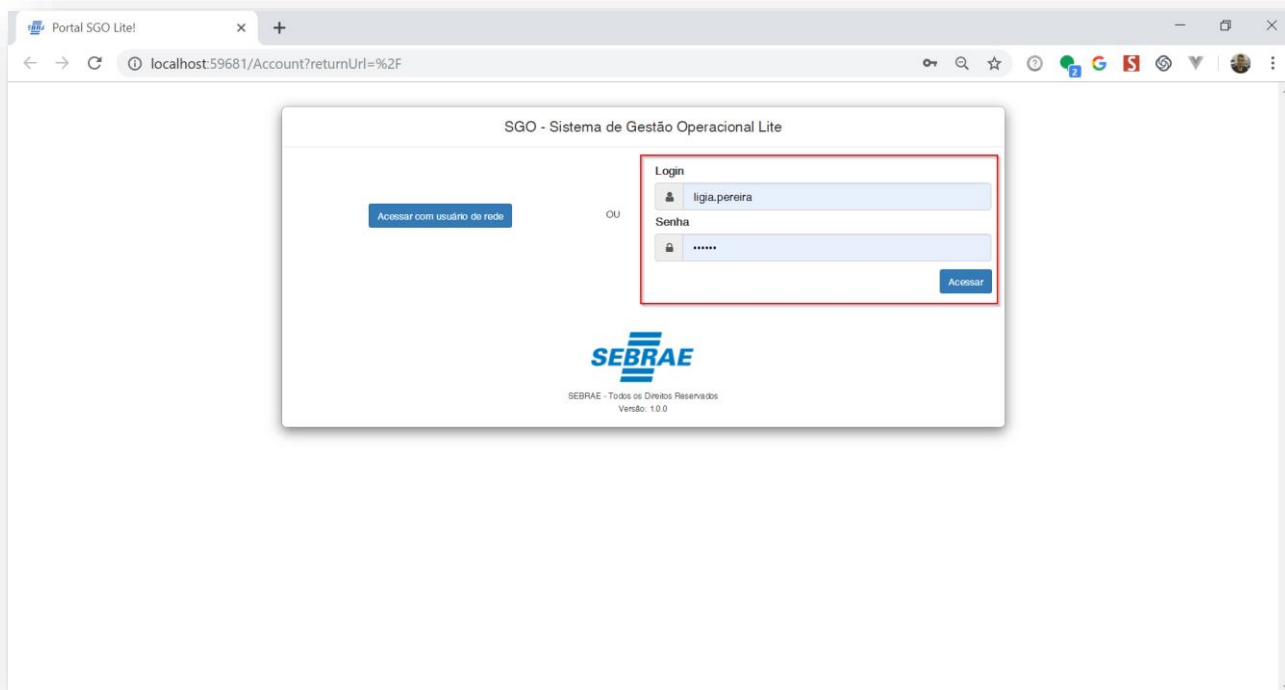 Portal SGO Lite!
localhost:59681/Account?returnUrl=%2F
2
SGO - Sistema de Gestão Operacional Lite
Login
ligia.pereira
Acessar com usuário de rede
OU
Senha
••••••
Acessar
SEBRAE
SEBRAE - Todos os Direitos Reservados
Versão: 1.0.0